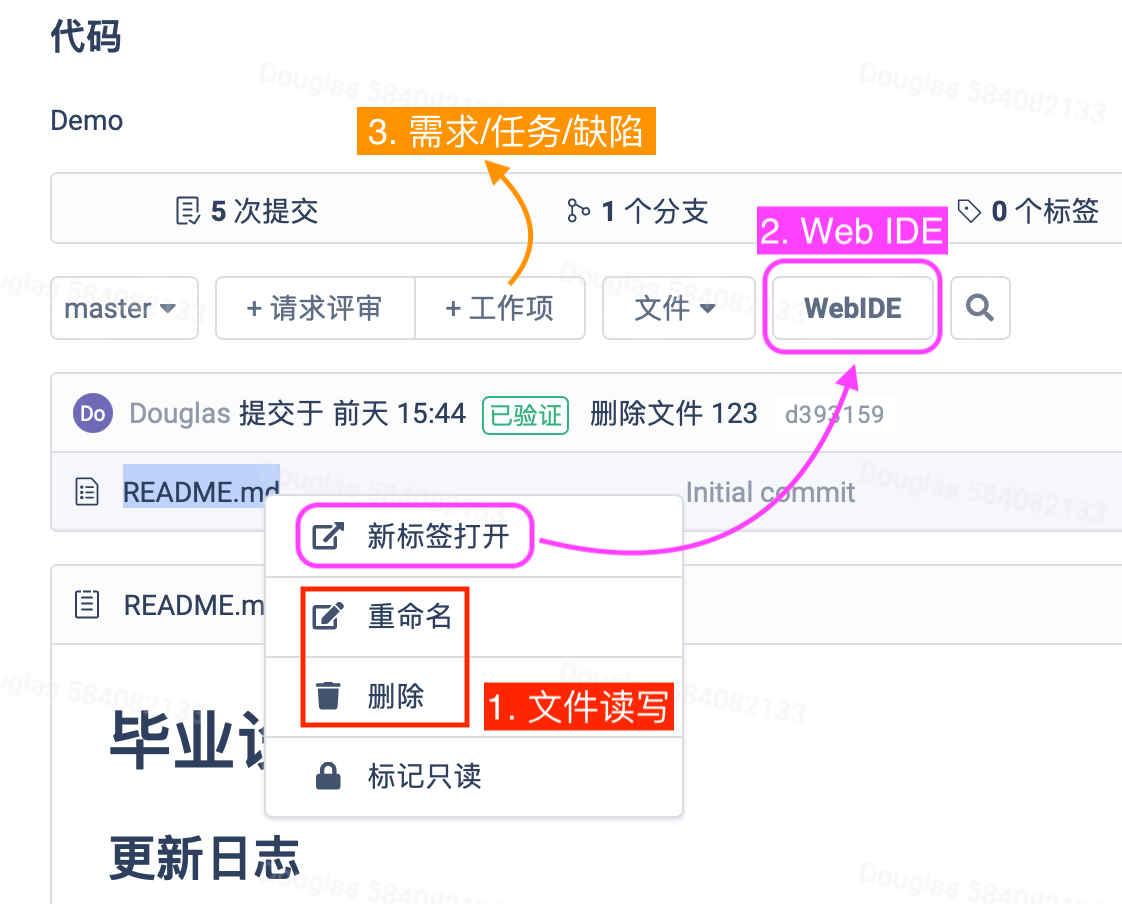 代码
Douglas 584082133
Douglas 584082133
Demo
3. 需求/任务/缺陷
5 次提交
1 个分支
0 个标签
2. Web IDE
master
+ 请求评审
+ 工作项
文件
WebIDE
Do
Douglas 提交于 前天 15:44
已验证
删除文件 123
d393159
README.md
Initial commit
新标签打开
README.m
重命名
删除
1. 文件读写
毕业
标记只读
更新日志